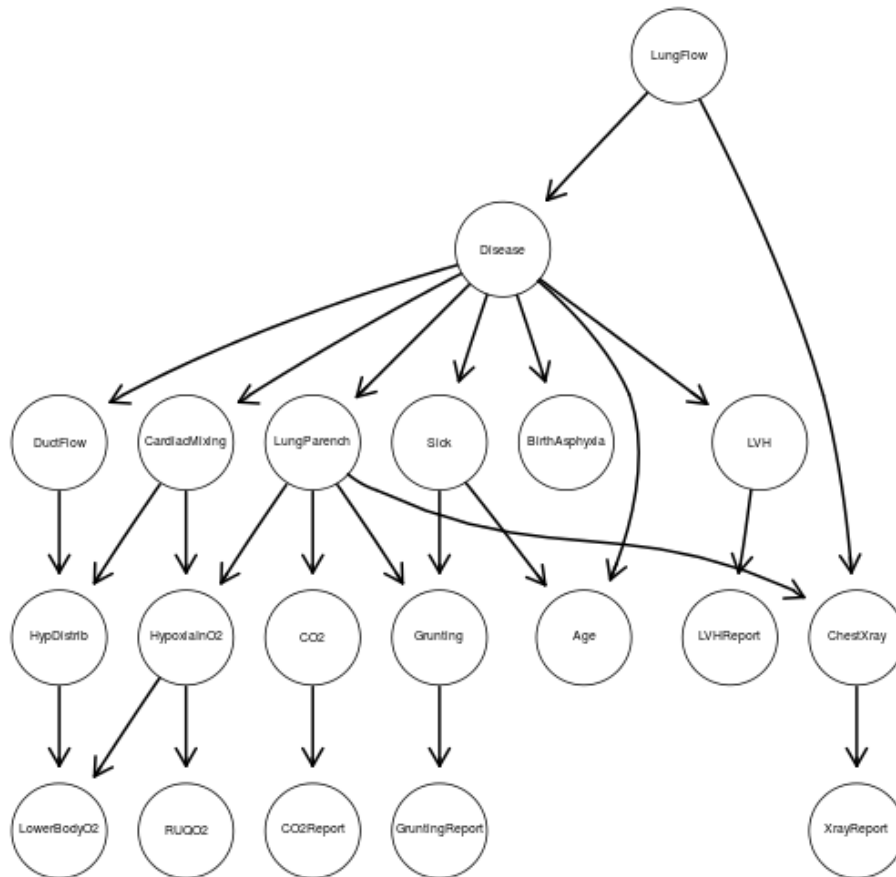 LungFlow
Disease
DuctFlow
CardiacMixing
LungParench
Sick
BirthAsphyxia
LVH
HypDistrib
HypoxiaInO2
CO2
Grunting
Age
LVHReport
ChestXray
LowerBodyO2
RUQO2
CO2Report
GruntingReport
XrayReport